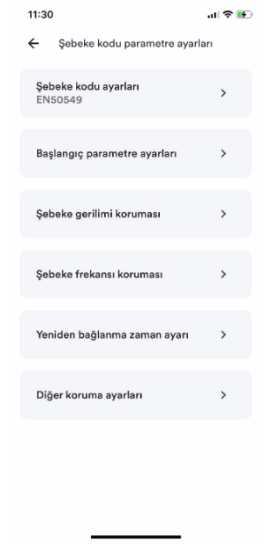 11:30
Şebeke kodu parametre ayarları
Şebeke kodu ayarları
EN50549
Başlangıç parametre ayarları
Şebeke gerilimi koruması
Şebeke frekansı koruması
Yeniden bağlanma zaman ayarı
Diğer koruma ayarları